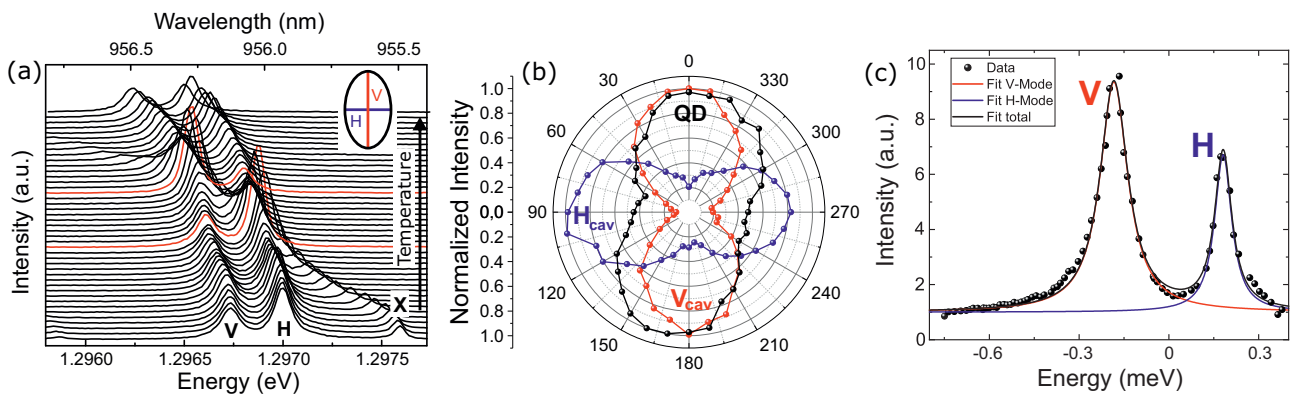 Wavelength (nm)
956.5 956.0 955.5
(a)
V
H
Temperature
Intensity (a.u.)
V H X
1.2960 1.2965 1.2970 1.2975
Energy (eV)
(b)
0
30 330
60 300
90 270
120 240
150 210
180
QD
H cav
V cav
Normalized Intensity
1.0
0.8
0.6
0.4
0.2
0.0
0.2
0.4
0.6
0.8
1.0
(c)
Data
Fit V-Mode
Fit H-Mode
Fit total
V
H
Intensity (a.u.)
10
8
6
4
2
0
-0.6 -0.3 0 0.3
Energy (meV)